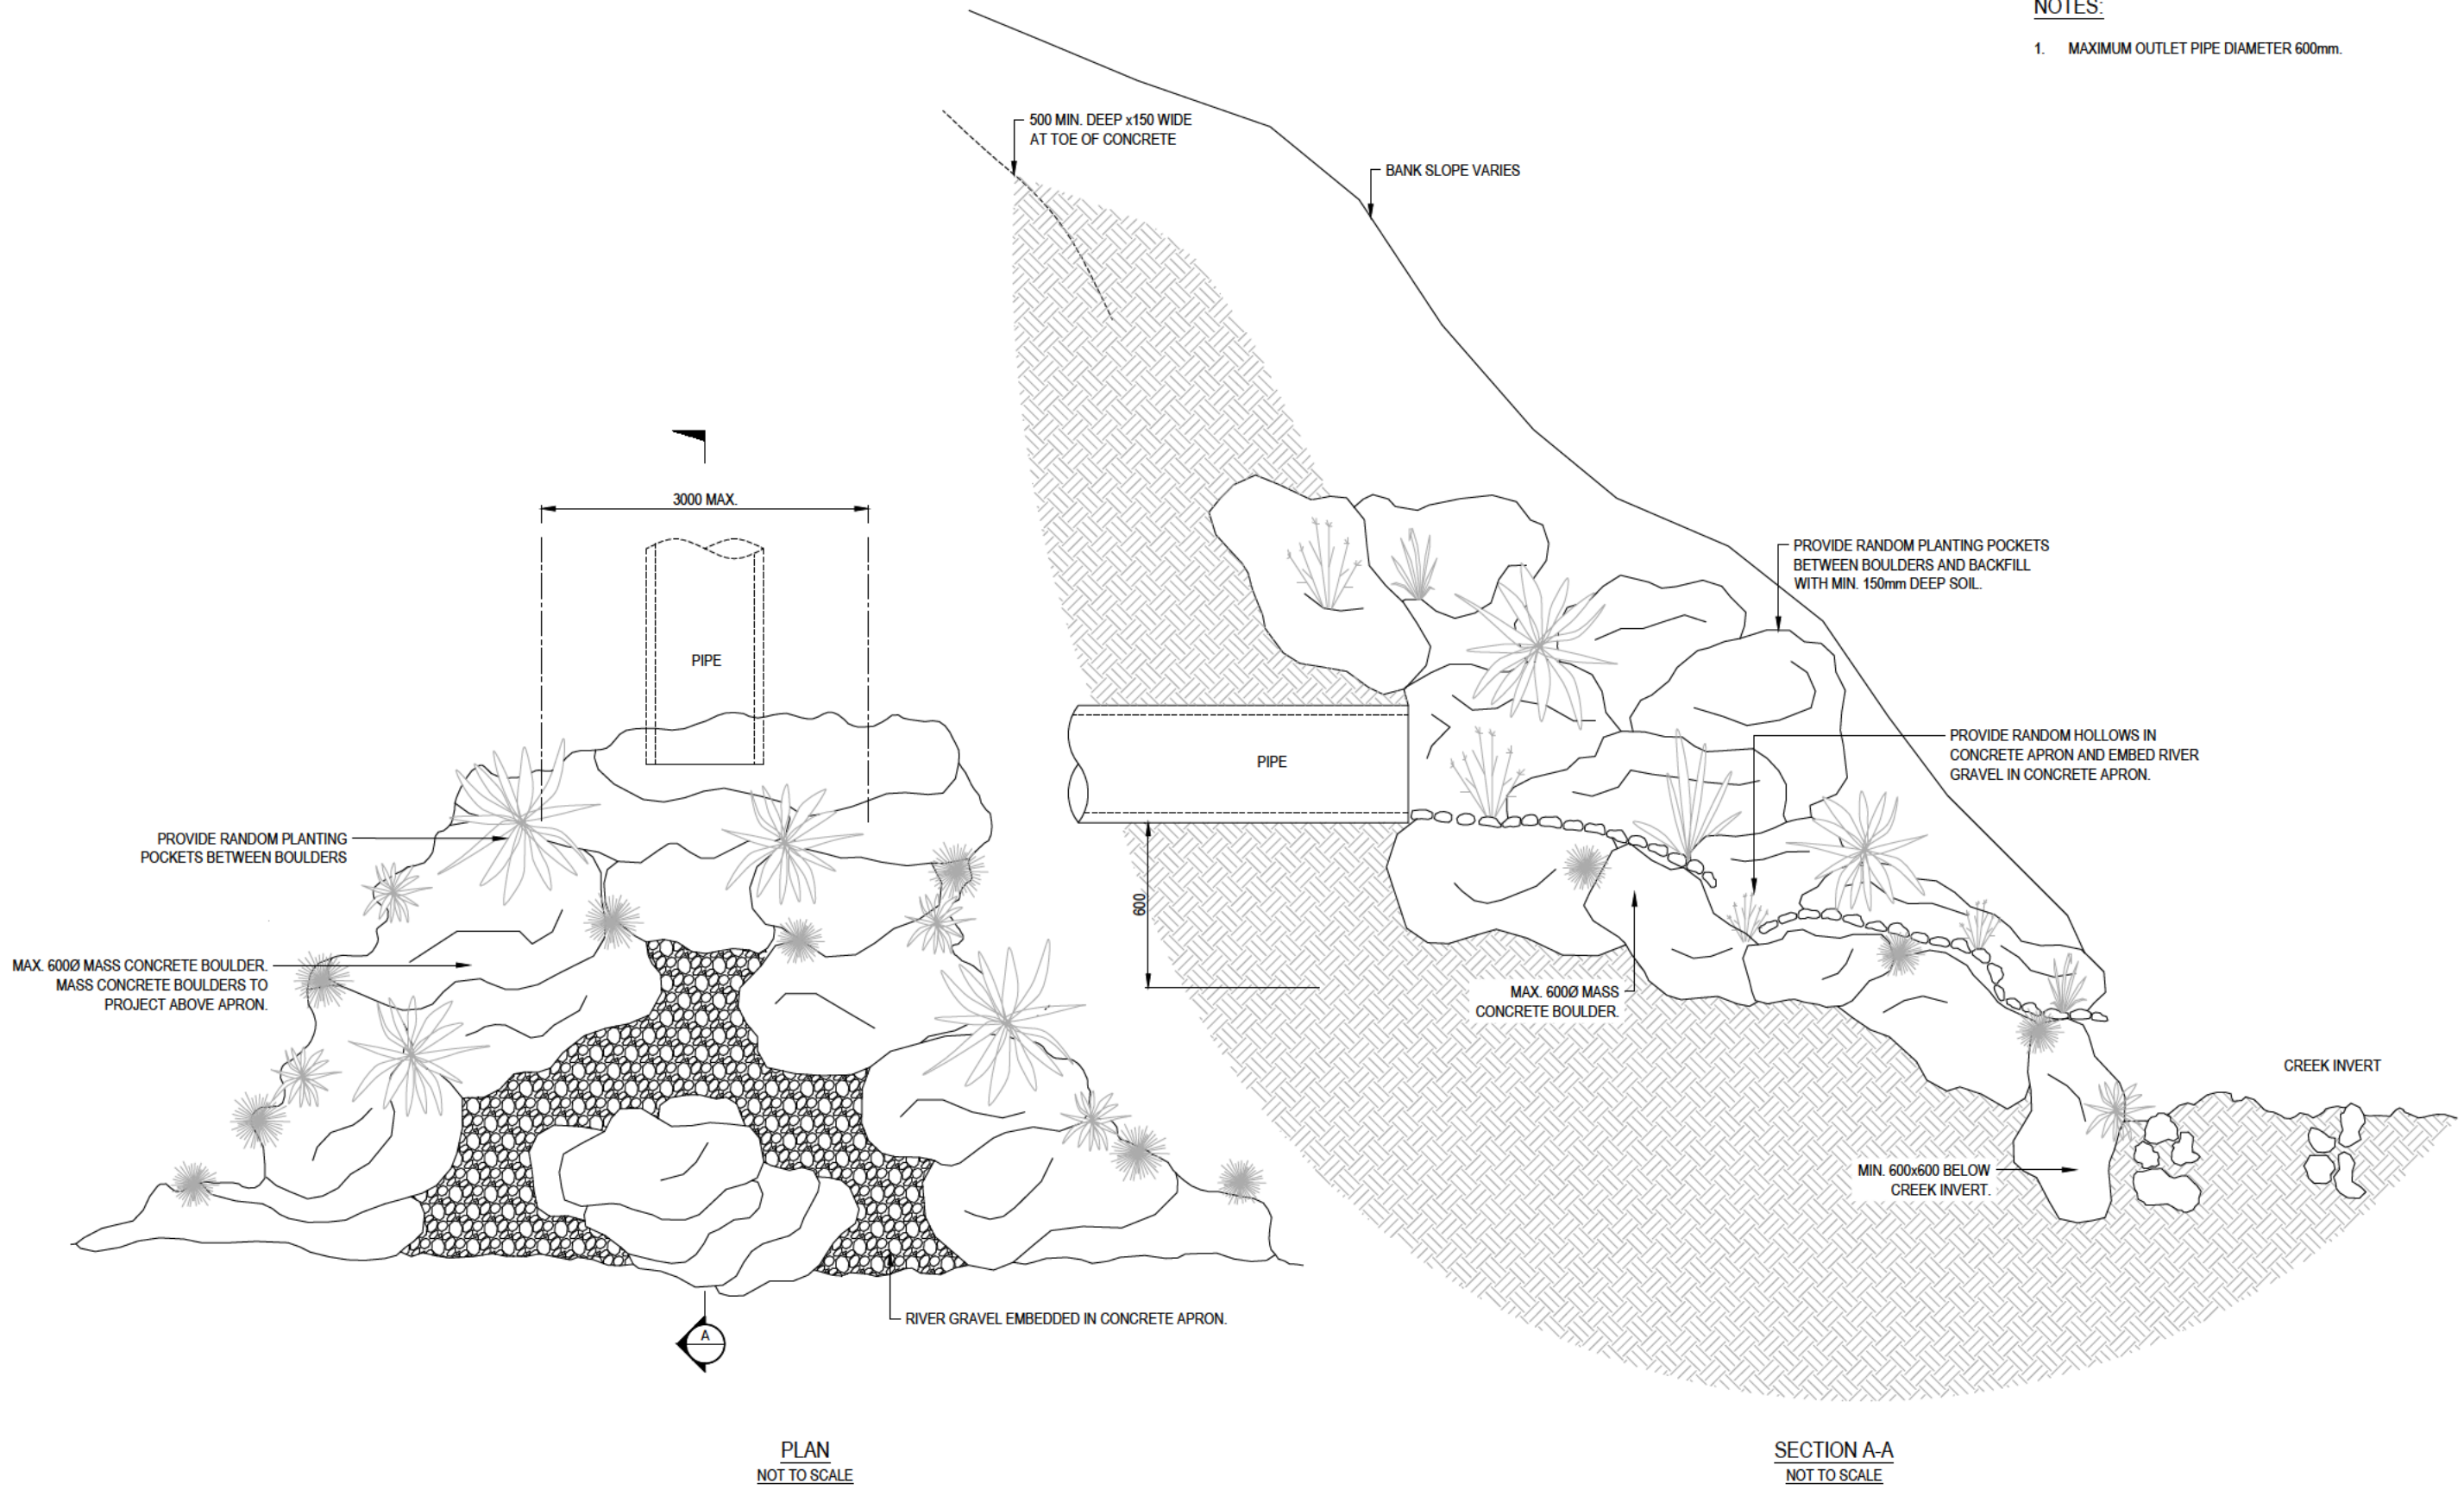 NOTES:
1. MAXIMUM OUTLET PIPE DIAMETER 600mm.
500 MIN. DEEP x150 WIDE
AT TOE OF CONCRETE
BANK SLOPE VARIES
3000 MAX.
PIPE
PROVIDE RANDOM PLANTING
POCKETS BETWEEN BOULDERS
MAX. 600Ø MASS CONCRETE BOULDER.
MASS CONCRETE BOULDERS TO
PROJECT ABOVE APRON.
RIVER GRAVEL EMBEDDED IN CONCRETE APRON.
A
PLAN
NOT TO SCALE
PROVIDE RANDOM PLANTING POCKETS
BETWEEN BOULDERS AND BACKFILL
WITH MIN. 150mm DEEP SOIL.
PROVIDE RANDOM HOLLOWS IN
CONCRETE APRON AND EMBED RIVER
GRAVEL IN CONCRETE APRON.
PIPE
600
MAX. 600Ø MASS
CONCRETE BOULDER.
CREEK INVERT
MIN. 600x600 BELOW
CREEK INVERT.
SECTION A-A
NOT TO SCALE